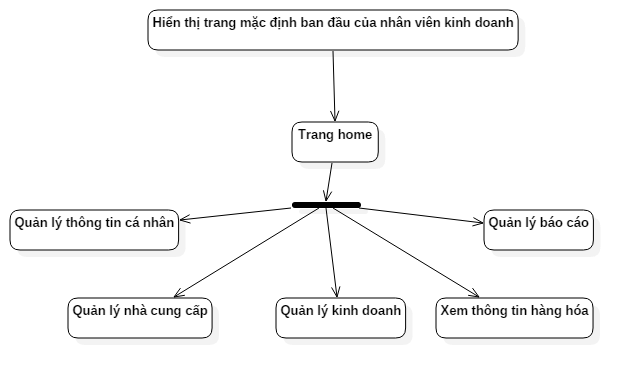 Hiển thị trang mặc định ban đầu của nhân viên kinh doanh
Trang home
Quản lý thông tin cá nhân
Quản lý báo cáo
Quản lý nhà cung cấp
Quản lý kinh doanh
Xem thông tin hàng hóa